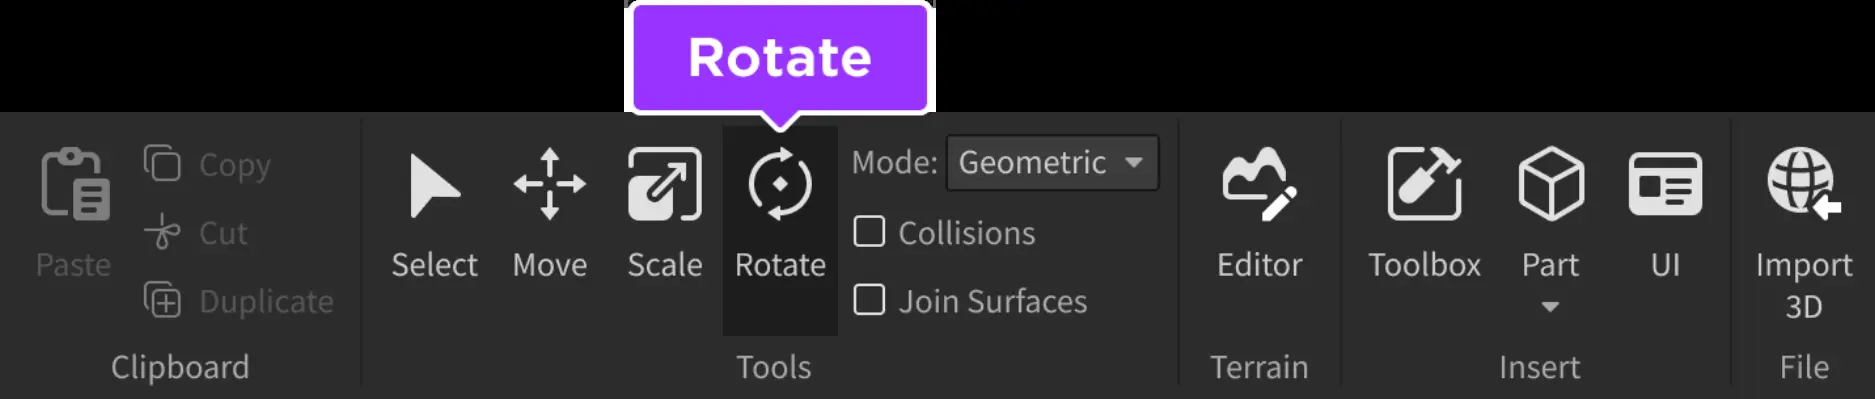 Rotate
Paste
Copy
Cut
Duplicate
Clipboard
Select
Move
Scale
Rotate
Mode: Geometric
Collisions
Join Surfaces
Tools
Editor
Terrain
Toolbox
Part
UI
Insert
Import
3D
File